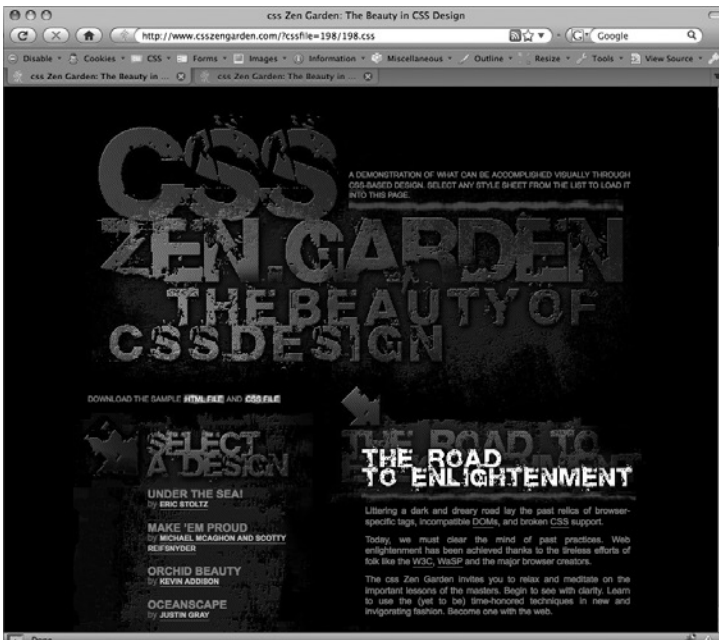 css Zen Garden: The Beauty in CSS Design
http://www.csszengarden.com/?cssfile=198/198.css
Google
Disable Cookies CSS Forms Images Information Miscellaneous Outline Resize Tools View Source
css Zen Garden: The Beauty in ... css Zen Garden: The Beauty in ...
CSS
A DEMONSTRATION OF WHAT CAN BE ACCOMPLISHED VISUALLY THROUGH
CSS-BASED DESIGN. SELECT ANY STYLE SHEET FROM THE LIST TO LOAD IT
INTO THIS PAGE.
ZEN GARDEN
THE BEAUTY OF
CSS DESIGN
DOWNLOAD THE SAMPLE HTML FILE AND CSS FILE
SELECT
A DESIGN
UNDER THE SEA!
by ERIC STOLTZ
MAKE 'EM PROUD
by MICHAEL MCAGHON AND SCOTTY
REIFSNYDER
ORCHID BEAUTY
by KEVIN ADDISON
OCEANSCAPE
by JUSTIN GRAY
THE ROAD
TO ENLIGHTENMENT
Littering a dark and dreary road lay the past relics of browser-
specific tags, incompatible DOMs, and broken CSS support.
Today, we must clear the mind of past practices. Web
enlightenment has been achieved thanks to the tireless efforts of
folk like the W3C, WaSP and the major browser creators.
The css Zen Garden invites you to relax and meditate on the
important lessons of the masters. Begin to see with clarity. Learn
to use the (yet to be) time-honored techniques in new and
invigorating fashion. Become one with the web.
Done